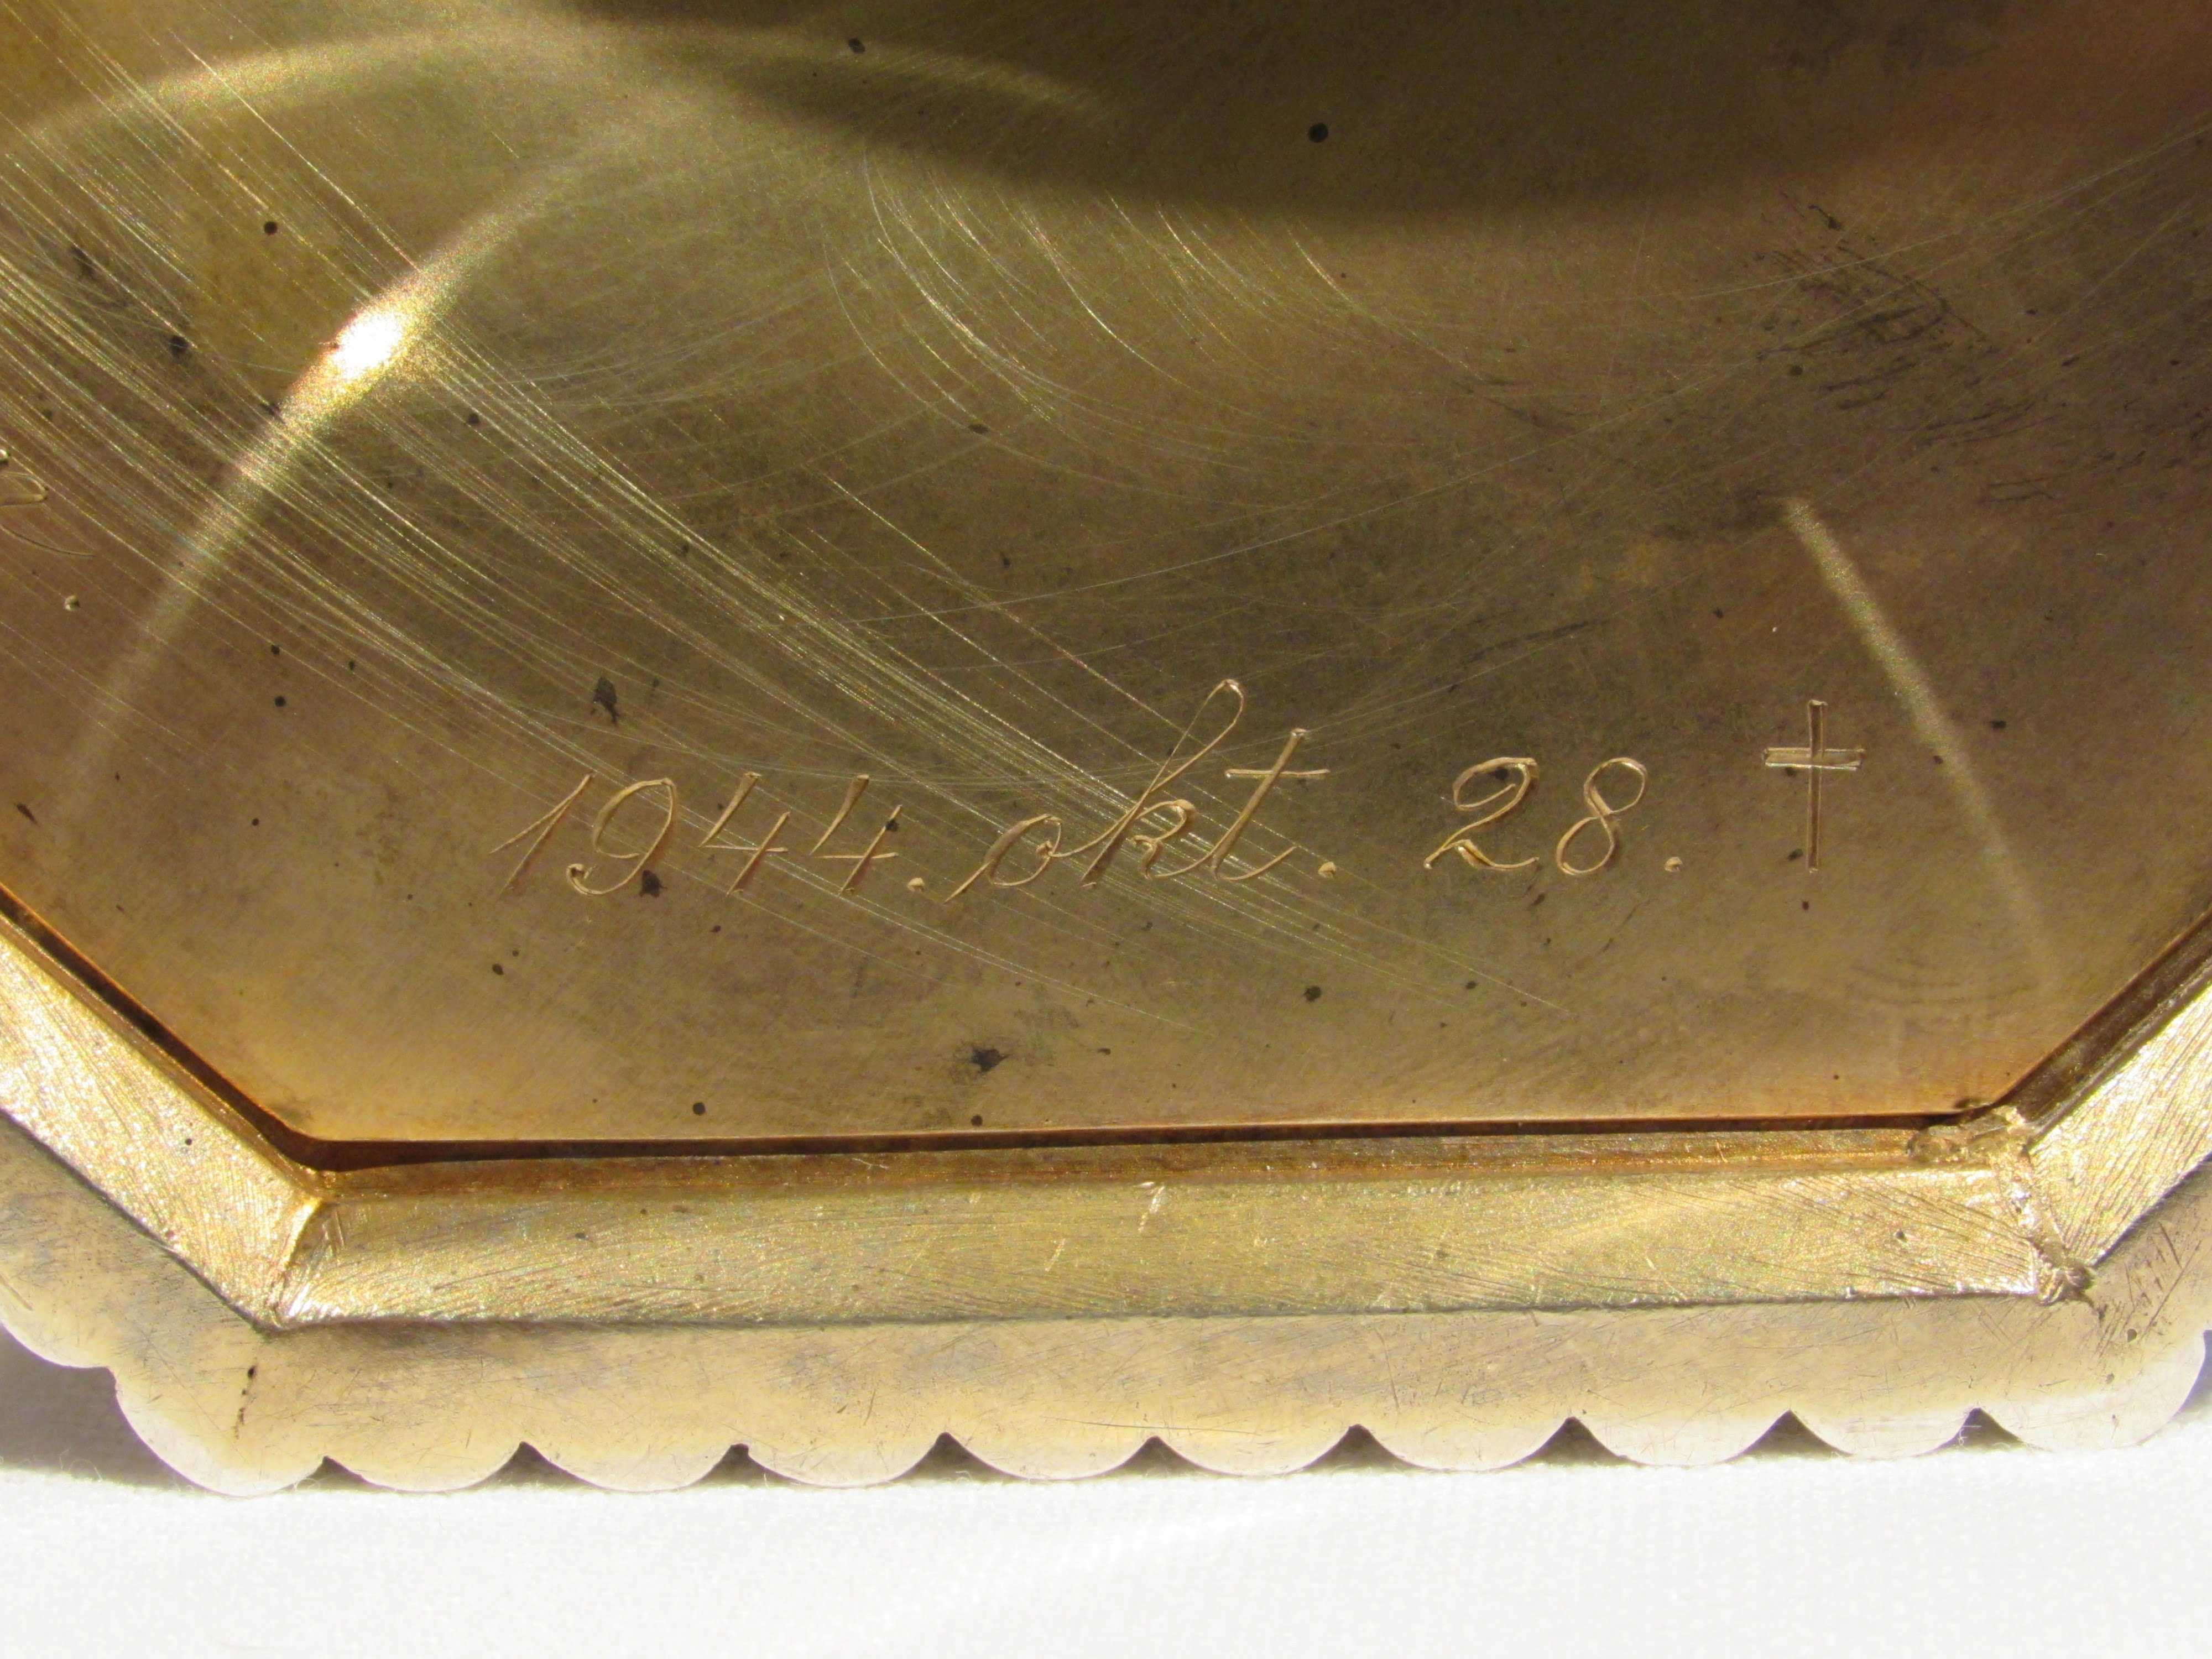 1944. okt. 28. †